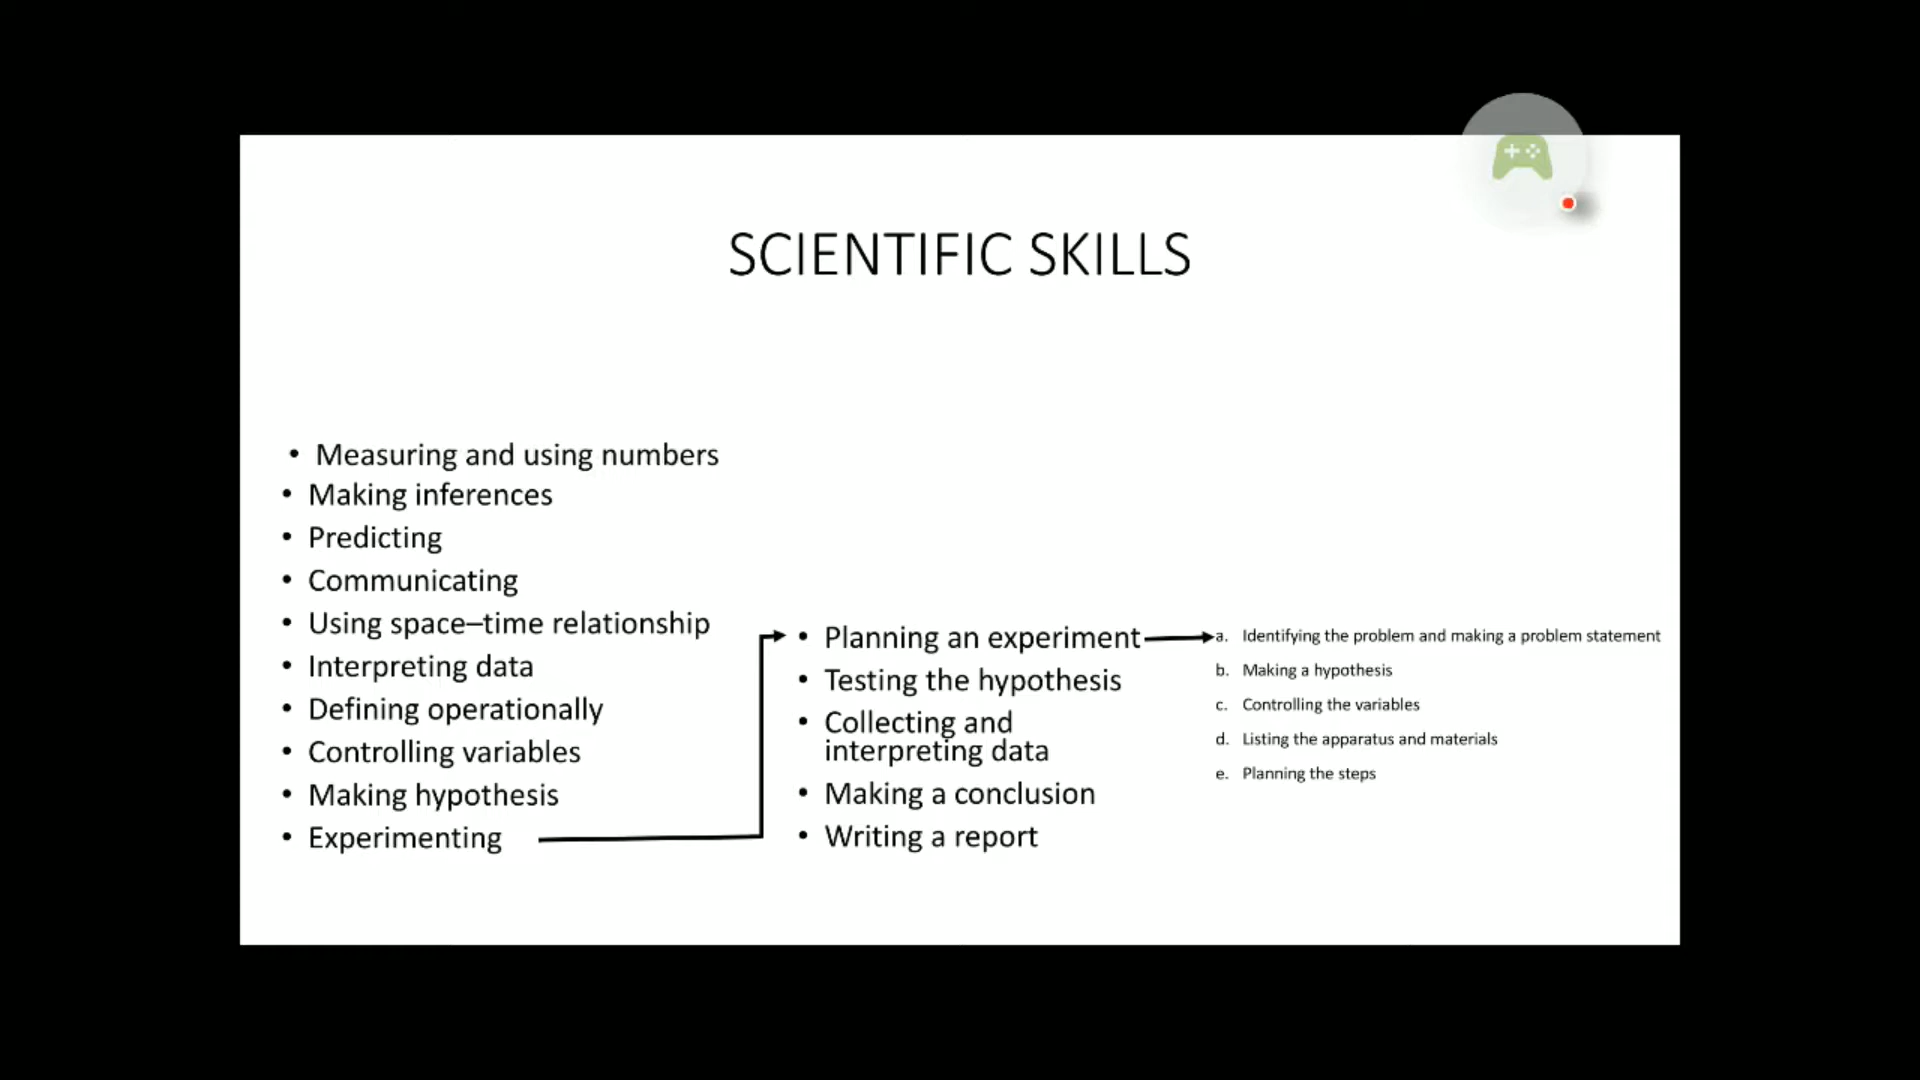 SCIENTIFIC SKILLS
• Measuring and using numbers
• Making inferences
• Predicting
• Communicating
• Using space–time relationship
• Interpreting data
• Defining operationally
• Controlling variables
• Making hypothesis
• Experimenting
• Planning an experiment
• Testing the hypothesis
• Collecting and
interpreting data
• Making a conclusion
• Writing a report
a. Identifying the problem and making a problem statement
b. Making a hypothesis
c. Controlling the variables
d. Listing the apparatus and materials
e. Planning the steps